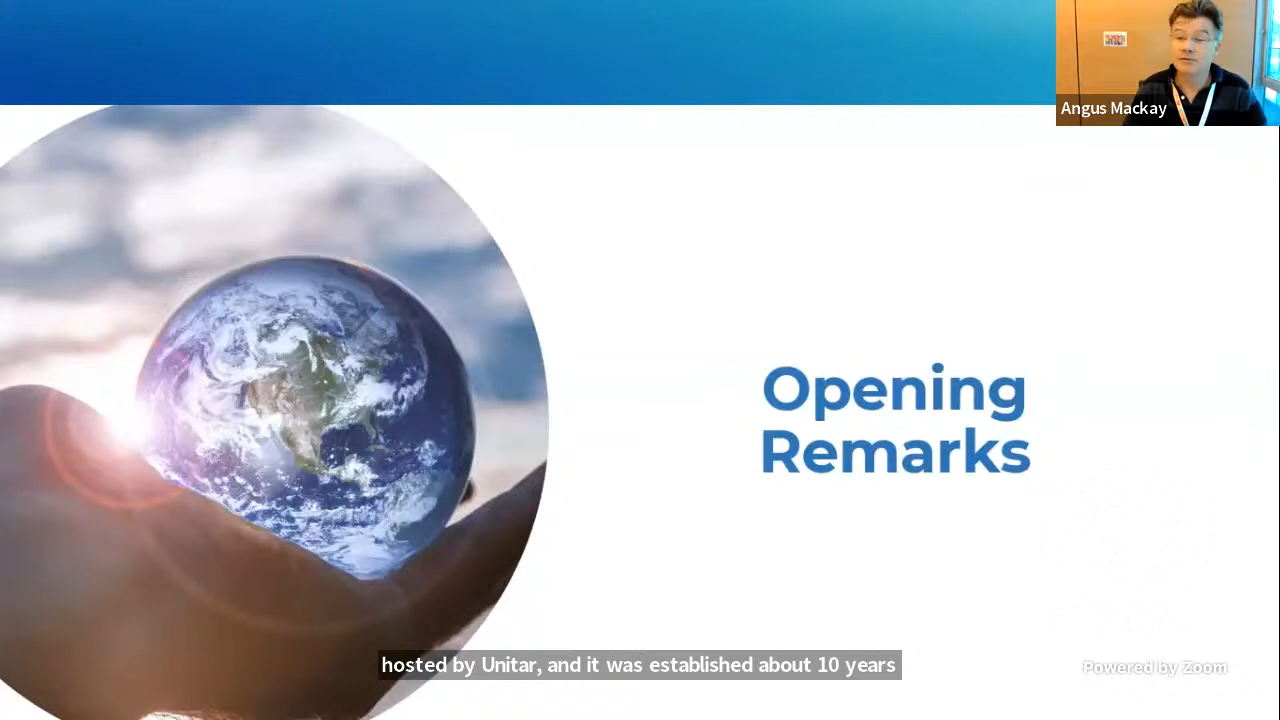 Angus Mackay
Opening
Remarks
hosted by Unitar, and it was established about 10 years
Powered by Zoom